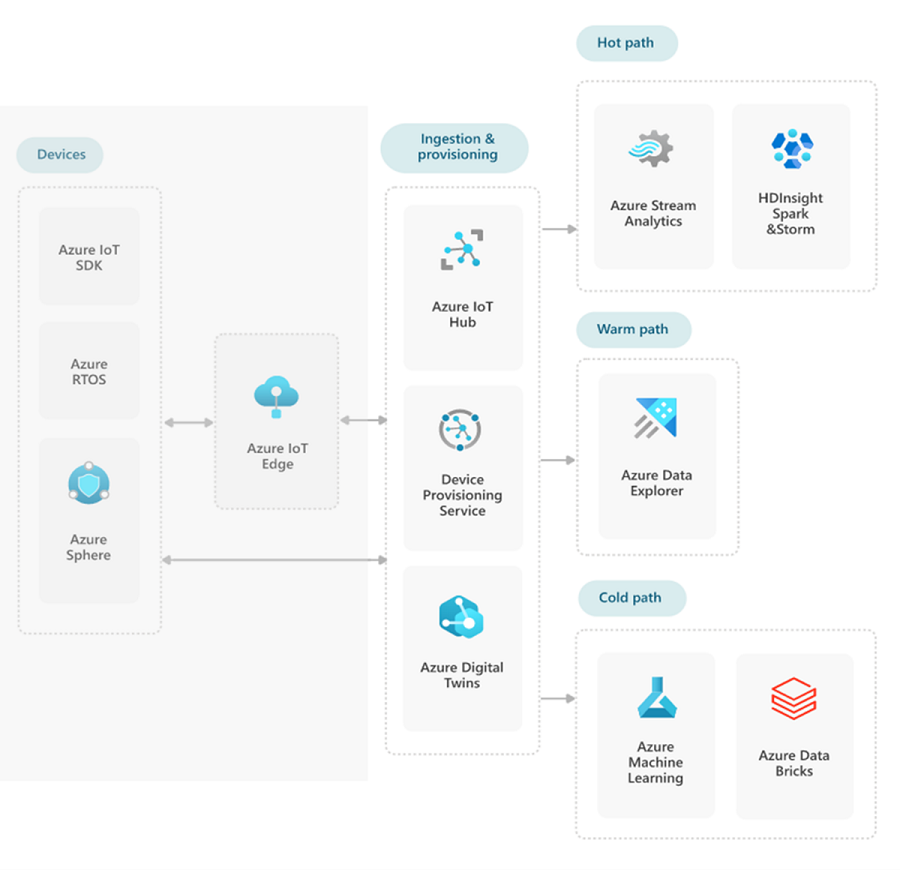 Devices
Azure IoT
SDK
Azure
RTOS
Azure
Sphere
Azure IoT
Edge
Ingestion &
provisioning
Azure IoT
Hub
Device
Provisioning
Service
Azure Digital
Twins
Hot path
Azure Stream
Analytics
HDInsight
Spark
&Storm
Warm path
Azure Data
Explorer
Cold path
Azure
Machine
Learning
Azure Data
Bricks